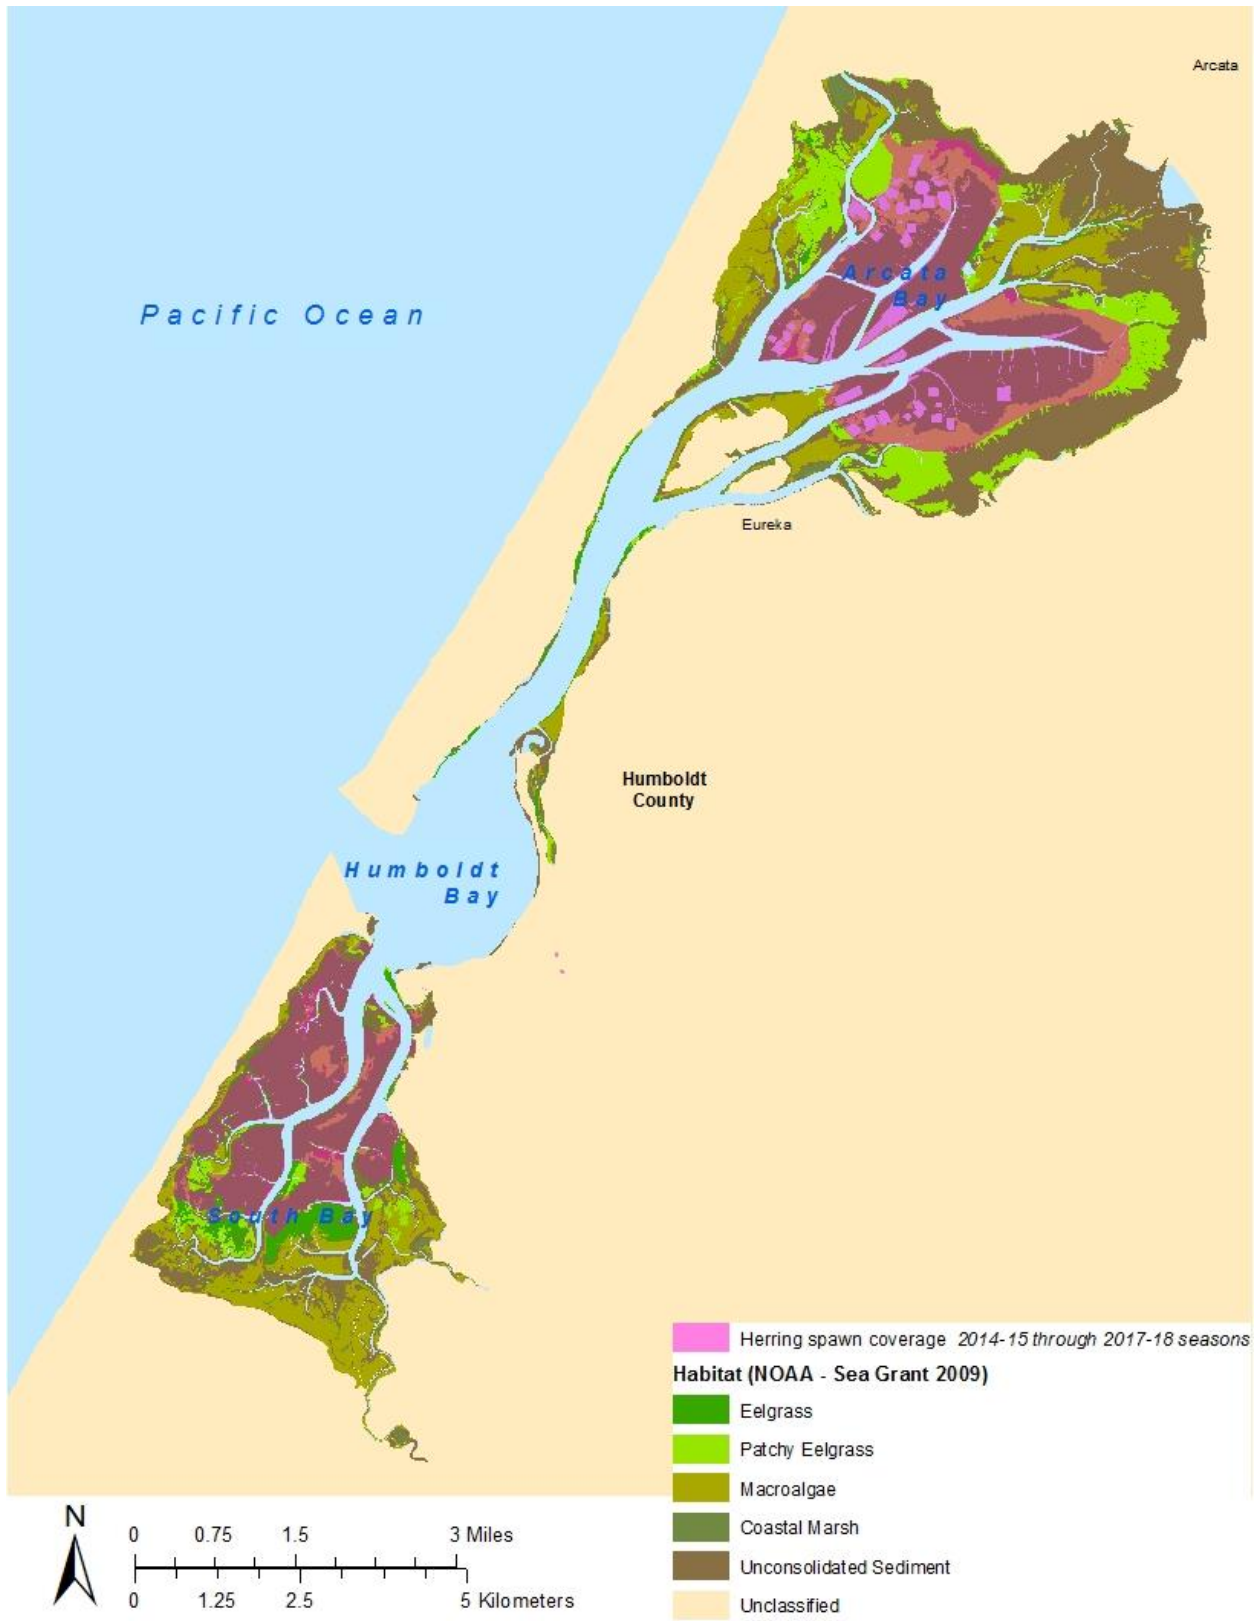 Arcata
Pacific Ocean
Arcata
Bay
Eureka
Humboldt
County
Humboldt
Bay
South Bay
Herring spawn coverage 2014-15 through 2017-18 seasons
Habitat (NOAA - Sea Grant 2009)
Eelgrass
Patchy Eelgrass
Macroalgae
Coastal Marsh
Unconsolidated Sediment
Unclassified
N
0 0.75 1.5 3 Miles
0 1.25 2.5 5 Kilometers